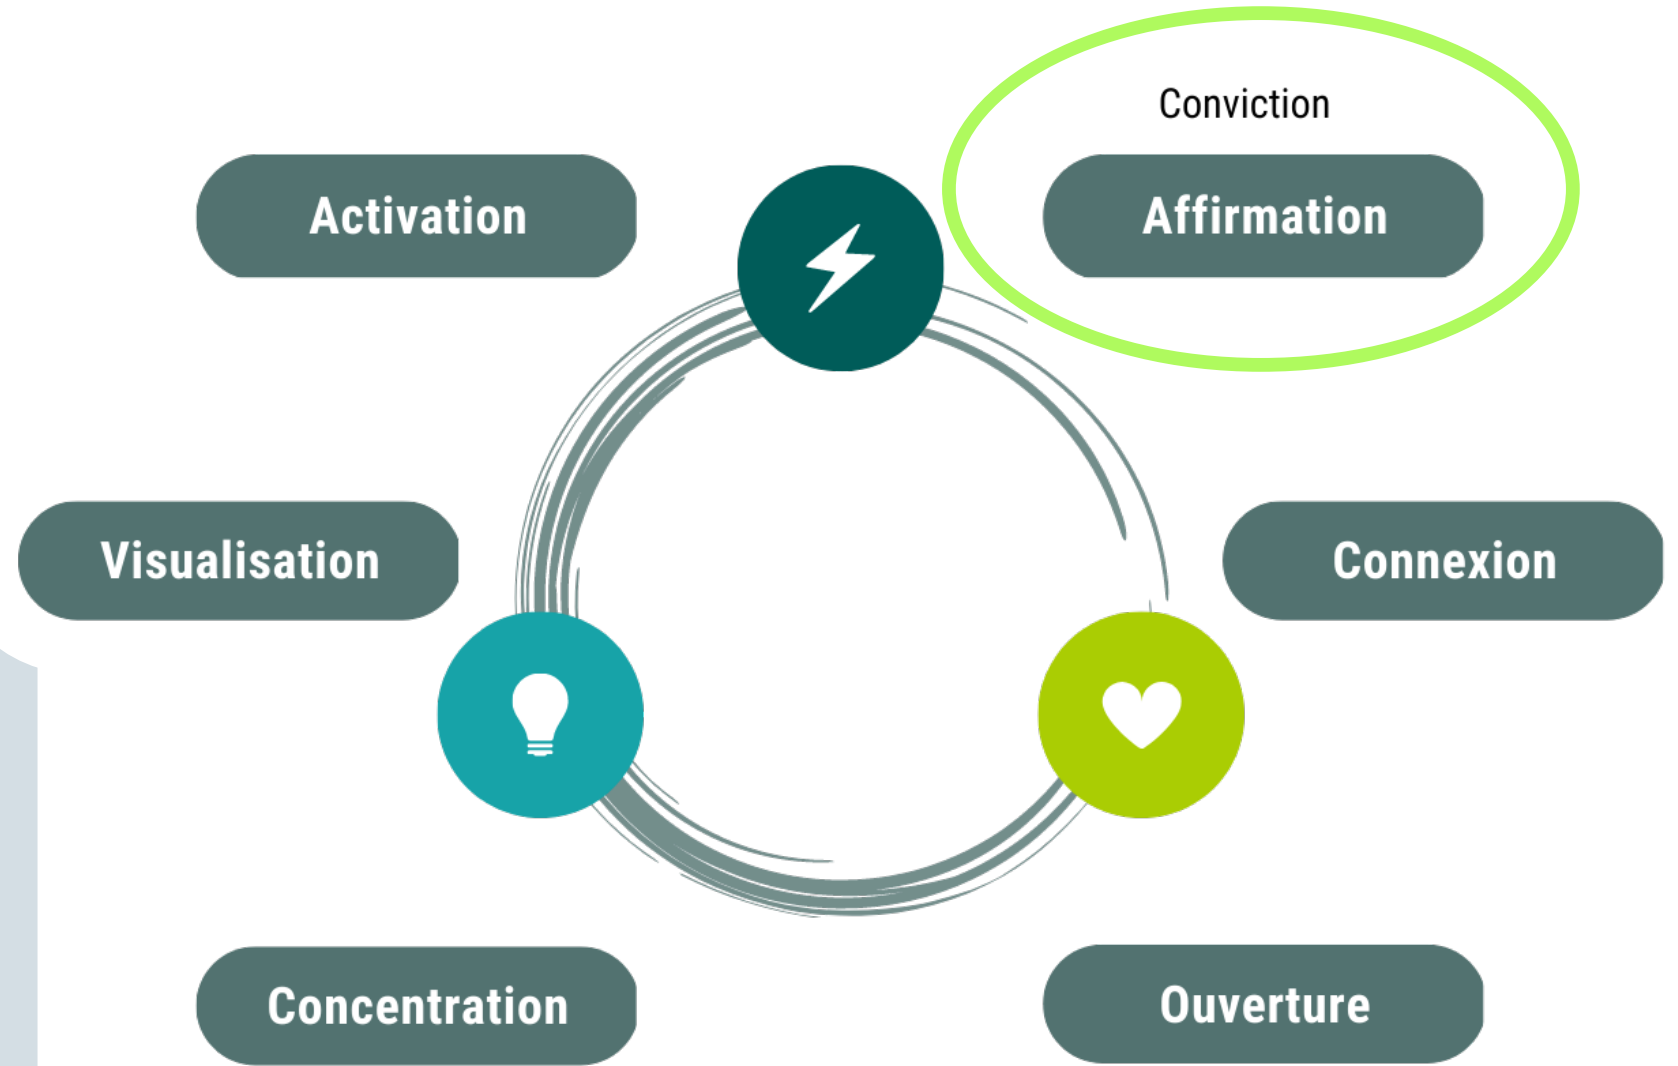 Conviction
Activation
Affirmation
Visualisation
Connexion
Concentration
Ouverture